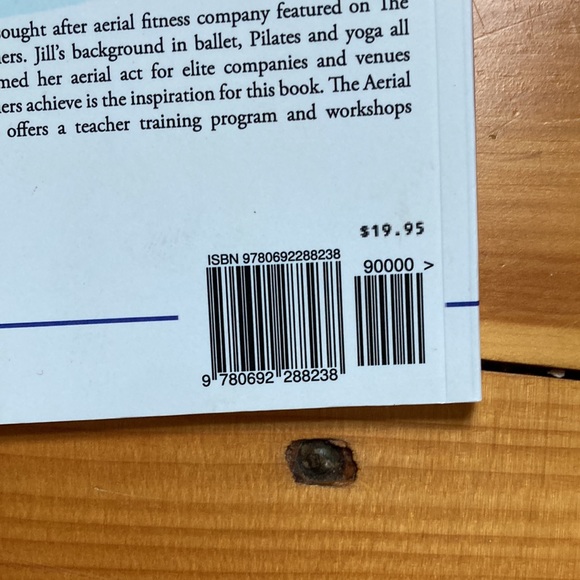 ought after aerial fitness company featured on The
ers. Jill's background in ballet, Pilates and yoga all
med her aerial act for elite companies and venues
ers achieve is the inspiration for this book. The Aerial
offers a teacher training program and workshops
$19.95
ISBN 9780692288238
90000 >
9 780692 288238